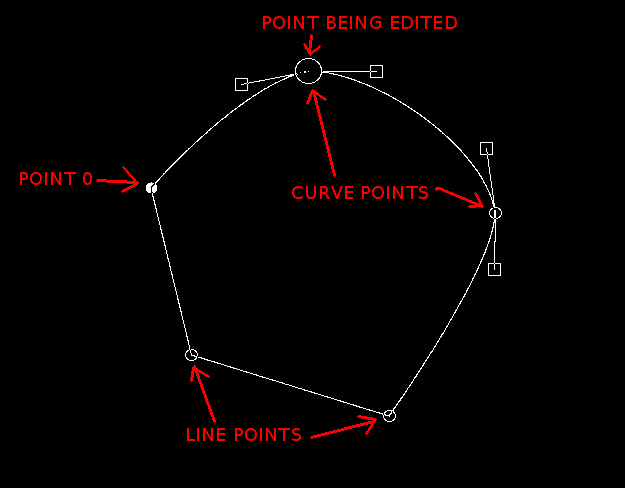 POINT BEING EDITED
POINT 0
CURVE POINTS
LINE POINTS